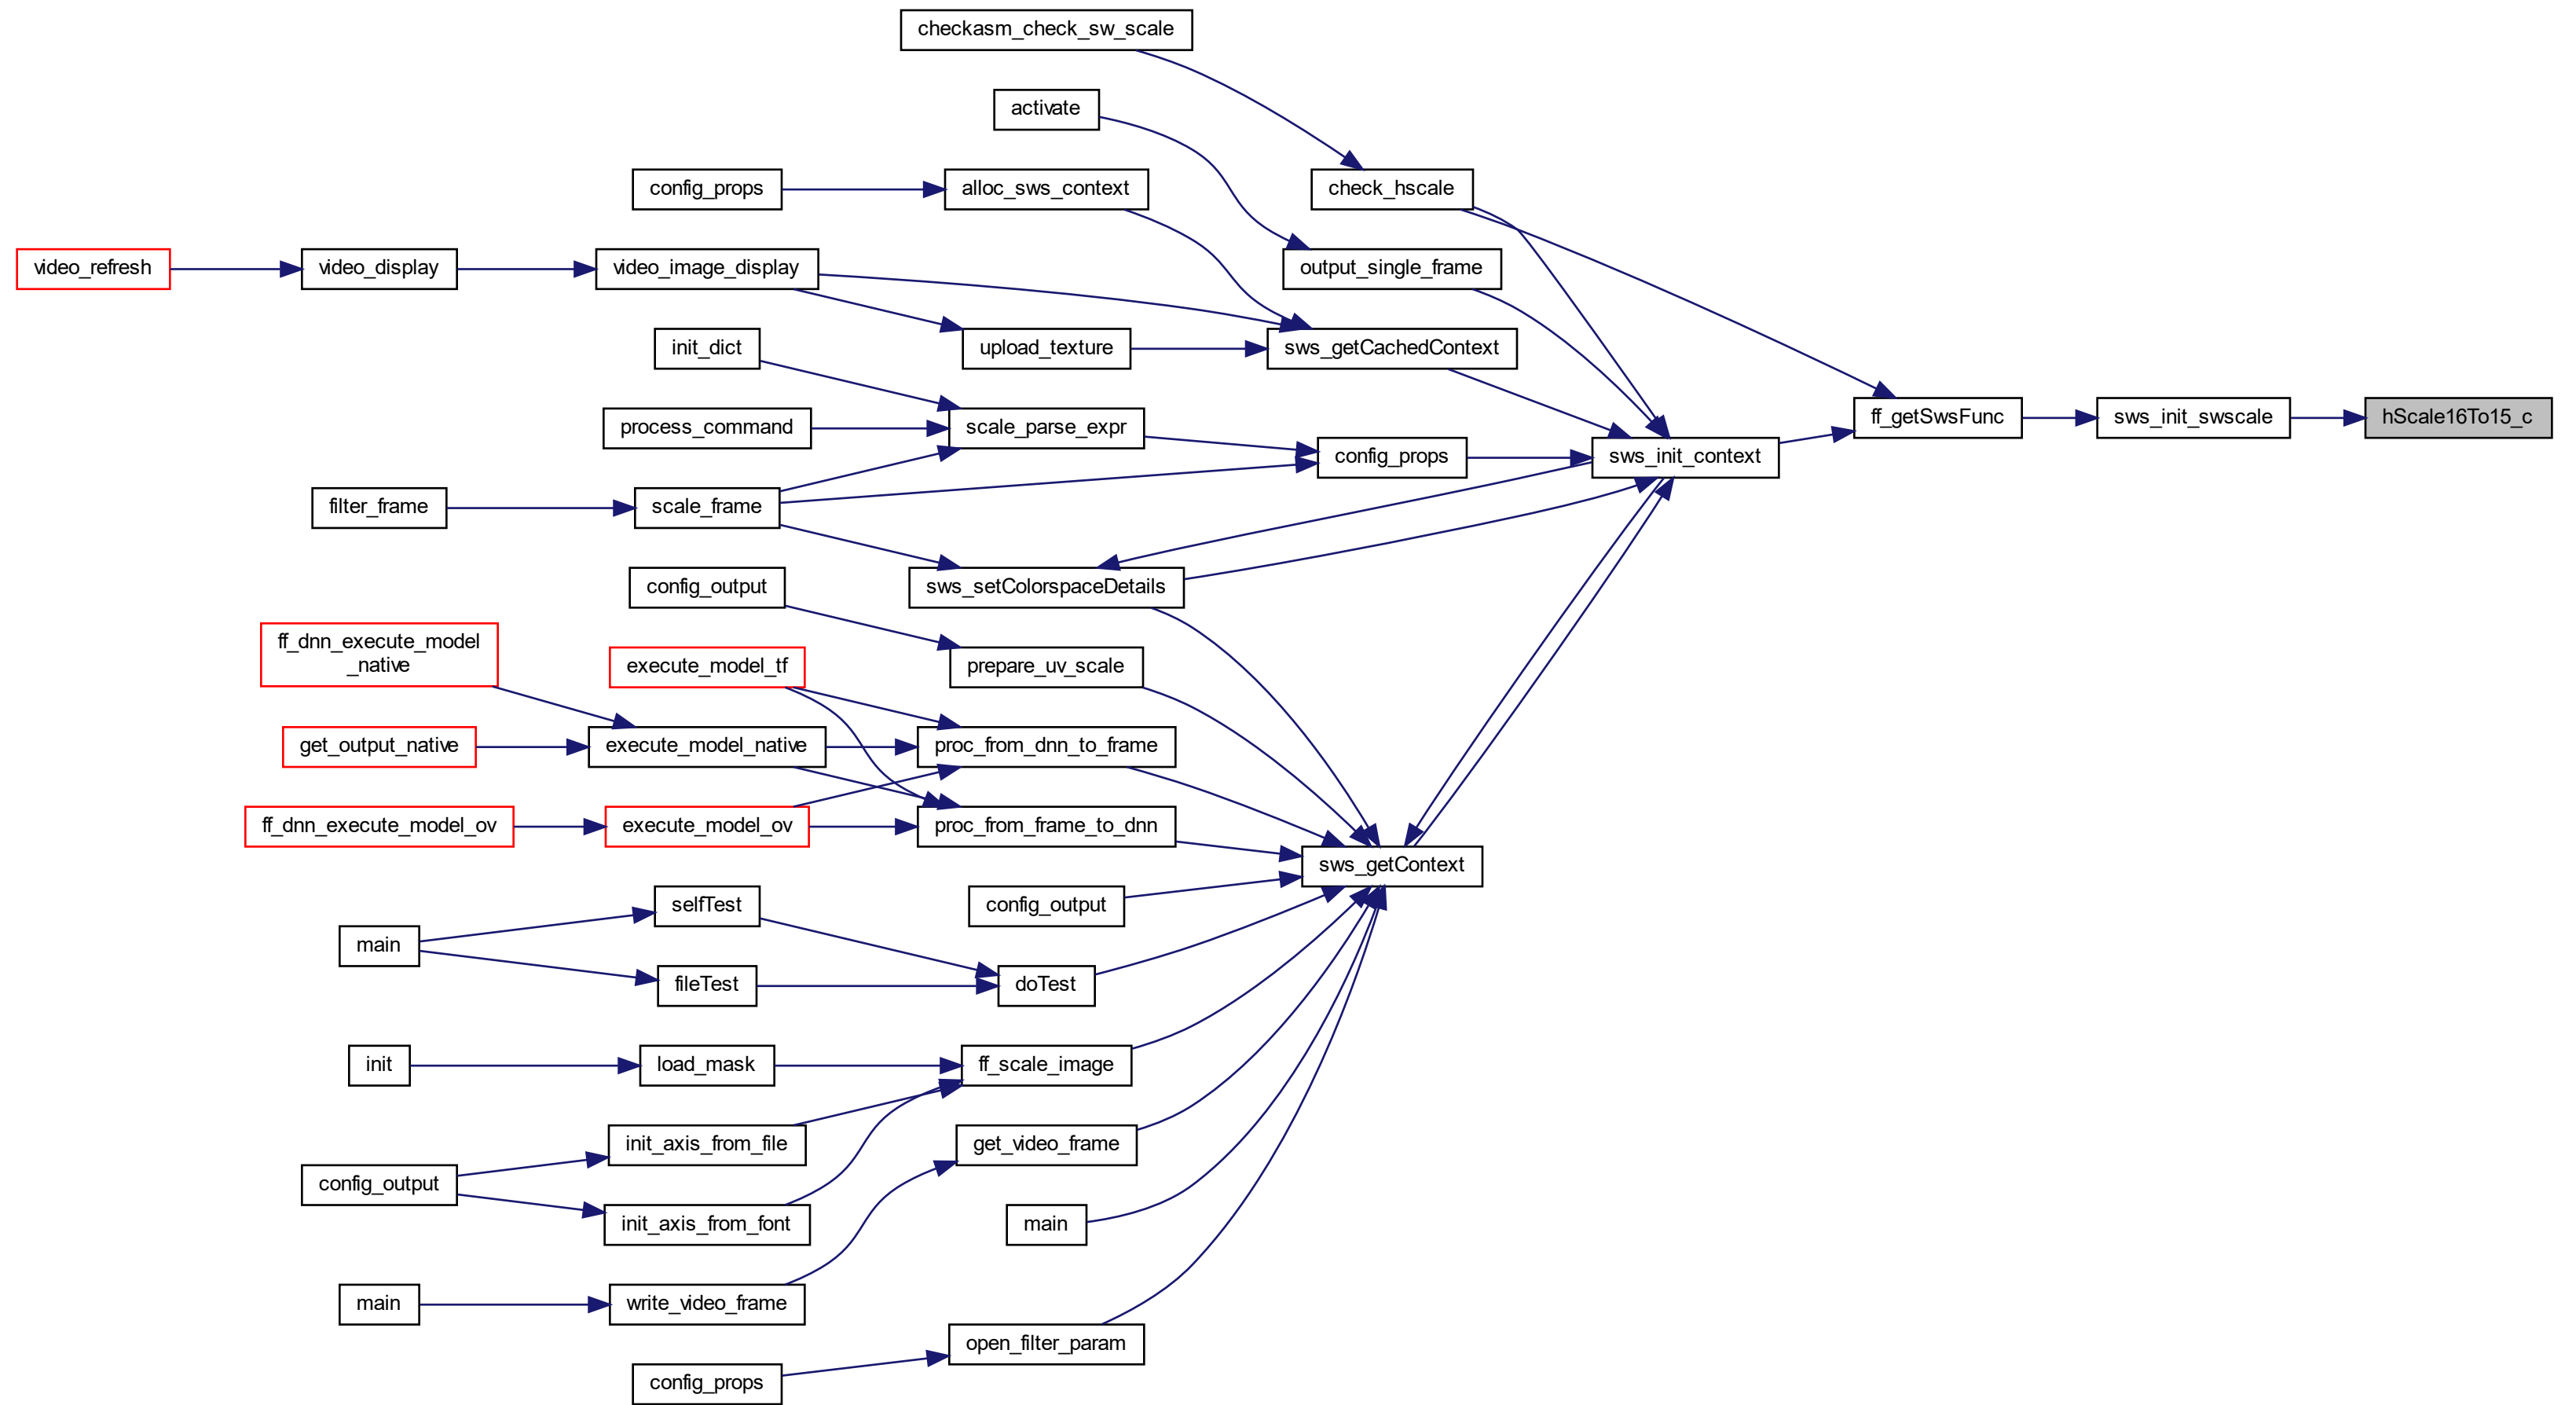 checkasm_check_sw_scale
activate
config_props
alloc_sws_context
check_hscale
video_refresh
video_display
video_image_display
output_single_frame
init_dict
upload_texture
sws_getCachedContext
process_command
scale_parse_expr
ff_getSwsFunc
sws_init_swscale
hScale16To15_c
config_props
sws_init_context
filter_frame
scale_frame
config_output
sws_setColorspaceDetails
ff_dnn_execute_model
_native
execute_model_tf
prepare_uv_scale
get_output_native
execute_model_native
proc_from_dnn_to_frame
ff_dnn_execute_model_ov
execute_model_ov
proc_from_frame_to_dnn
sws_getContext
selfTest
config_output
main
fileTest
doTest
init
load_mask
ff_scale_image
init_axis_from_file
get_video_frame
config_output
init_axis_from_font
main
main
write_video_frame
open_filter_param
config_props